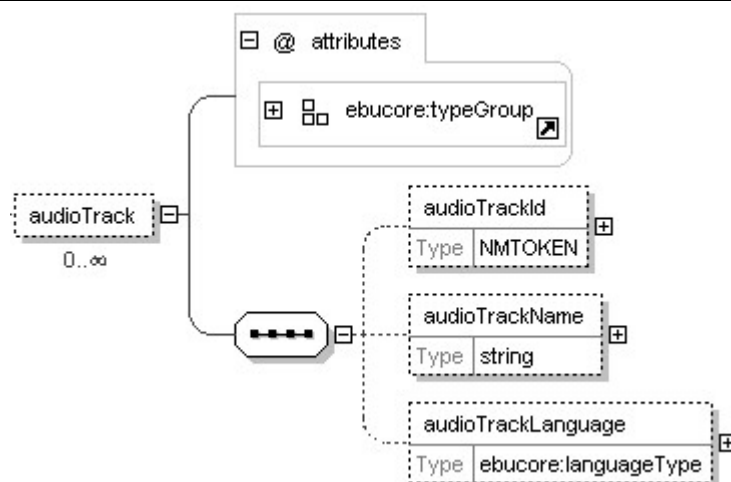 @ attributes
ebucore:typeGroup
audioTrack
0..∞
audioTrackId
Type NMTOKEN
audioTrackName
Type string
audioTrackLanguage
Type ebucore:languageType